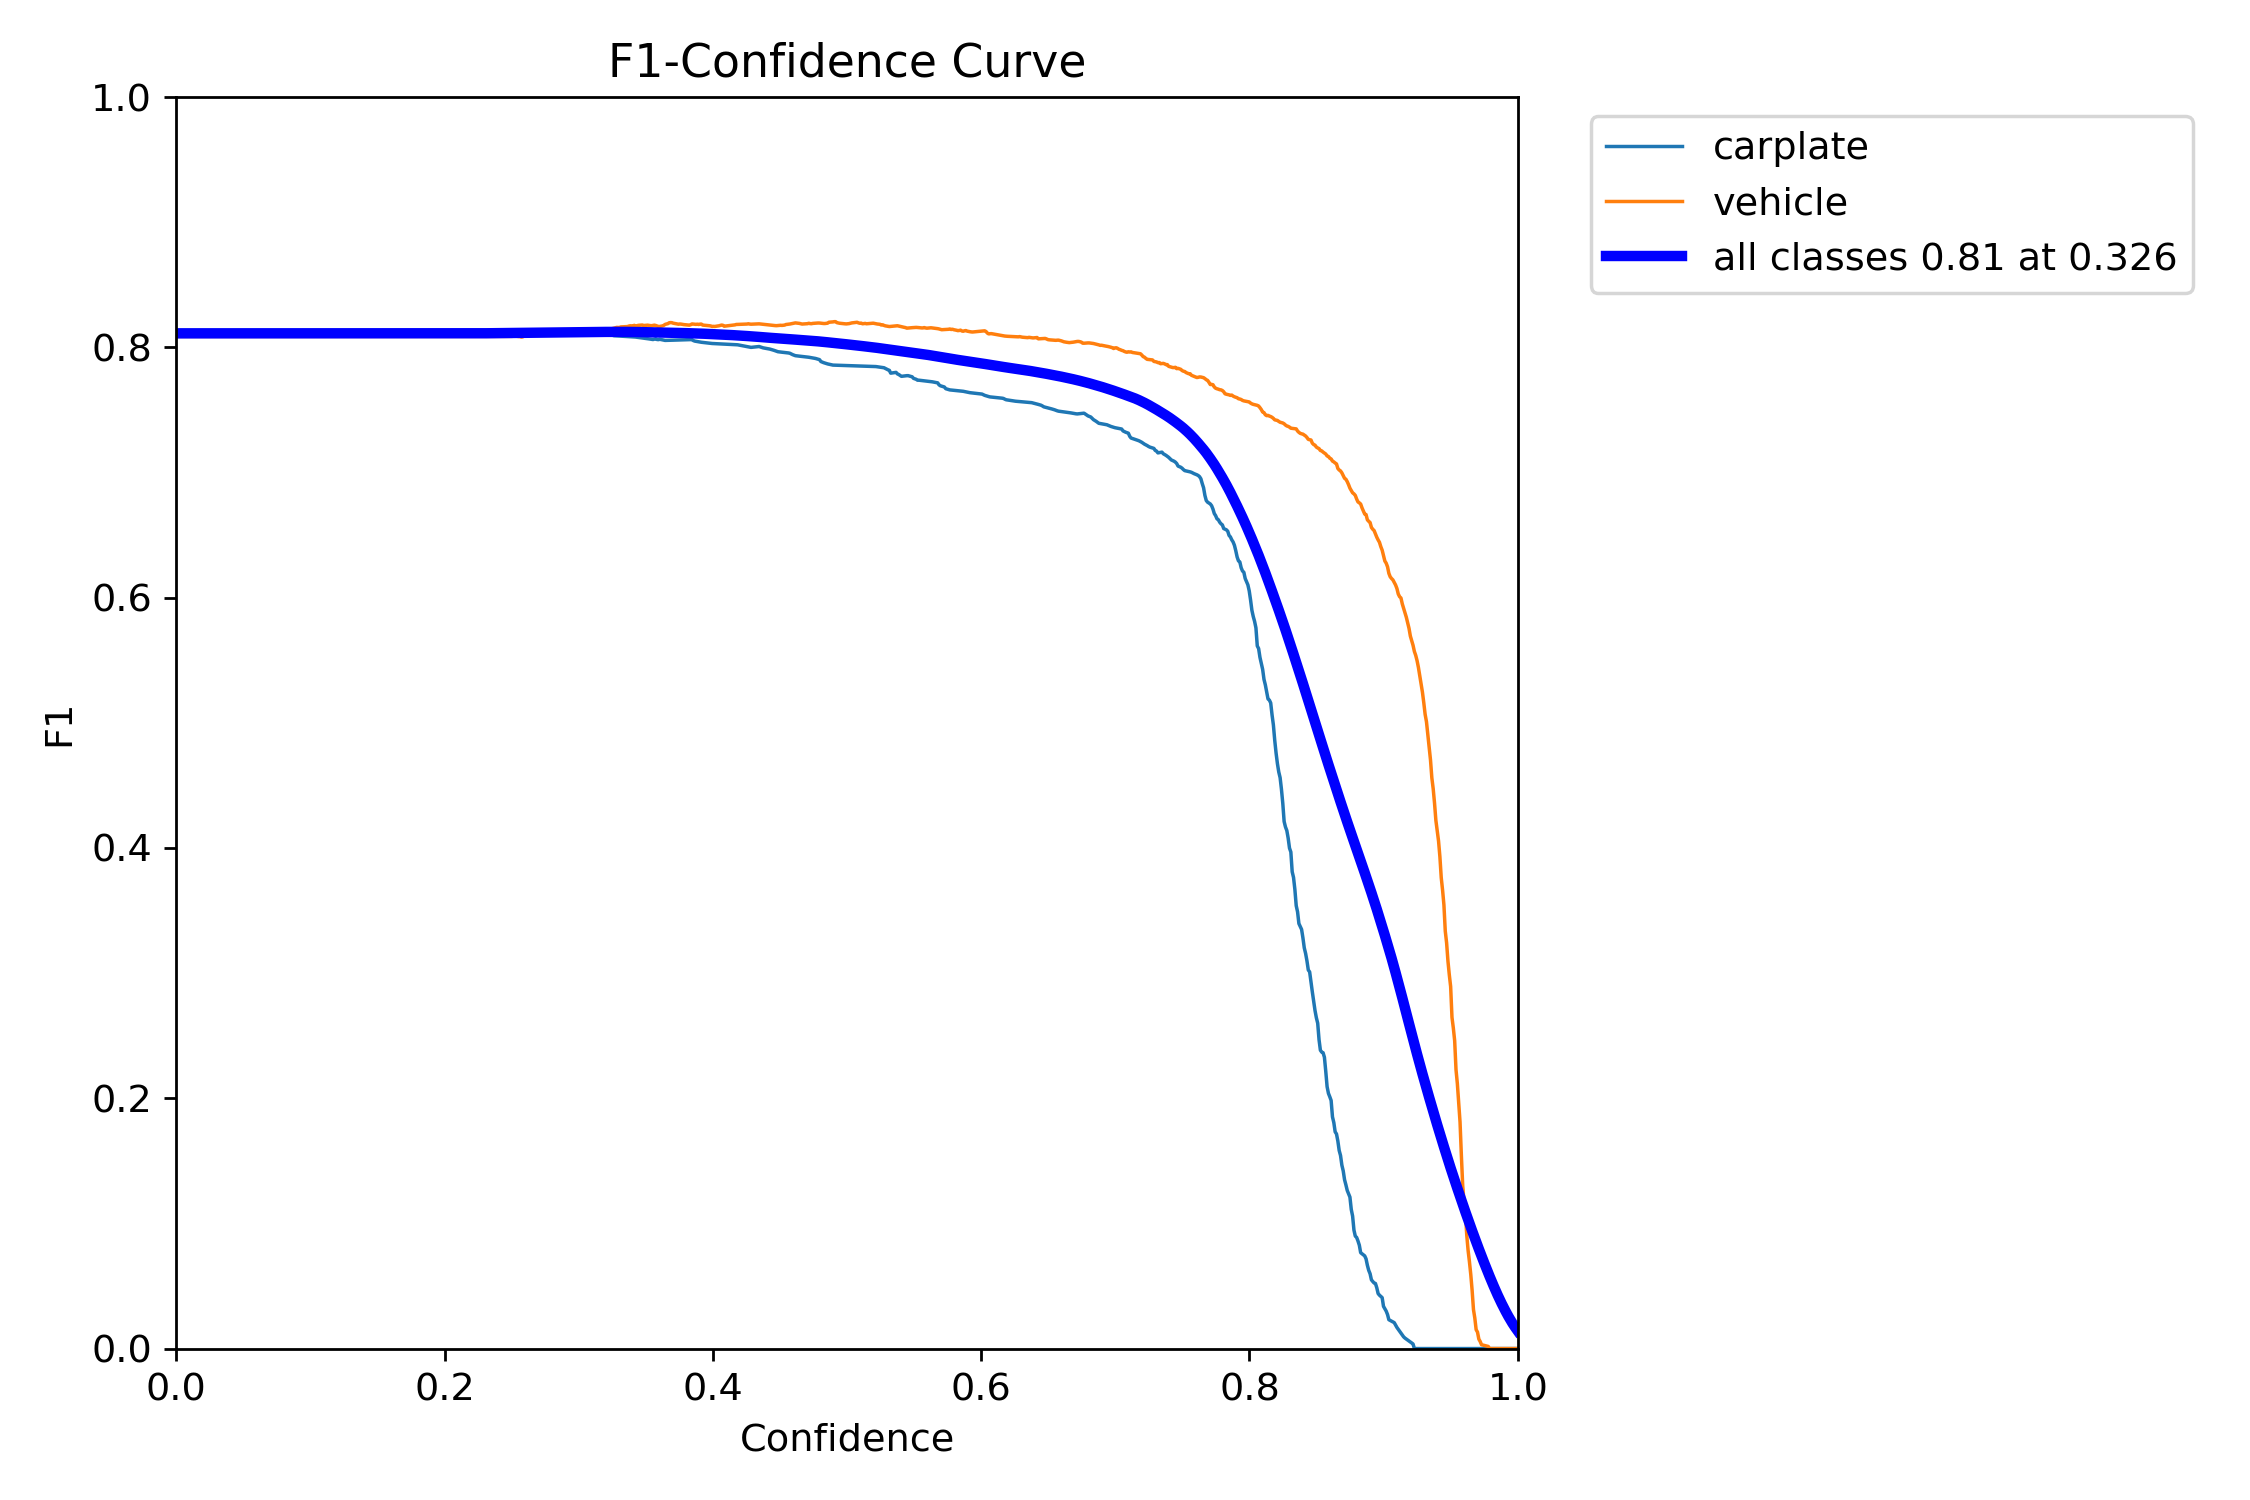 F1-Confidence Curve
1.0
0.8
0.6
0.4
0.2
0.0
F1
0.0 0.2 0.4 0.6 0.8 1.0
Confidence
carplate
vehicle
all classes 0.81 at 0.326